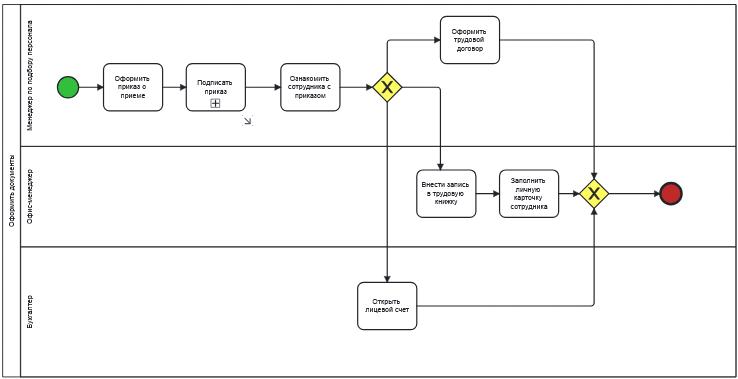 Оформить документы
Менеджер по подбору персонала
Оформить
приказ о
приеме
Подписать
приказ
Ознакомить
сотрудника с
приказом
Оформить
трудовой
договор
Офис-менеджер
Внести запись
в трудовую
книжку
Заполнить
личную
карточку
сотрудника
Бухгалтер
Открыть
лицевой счет